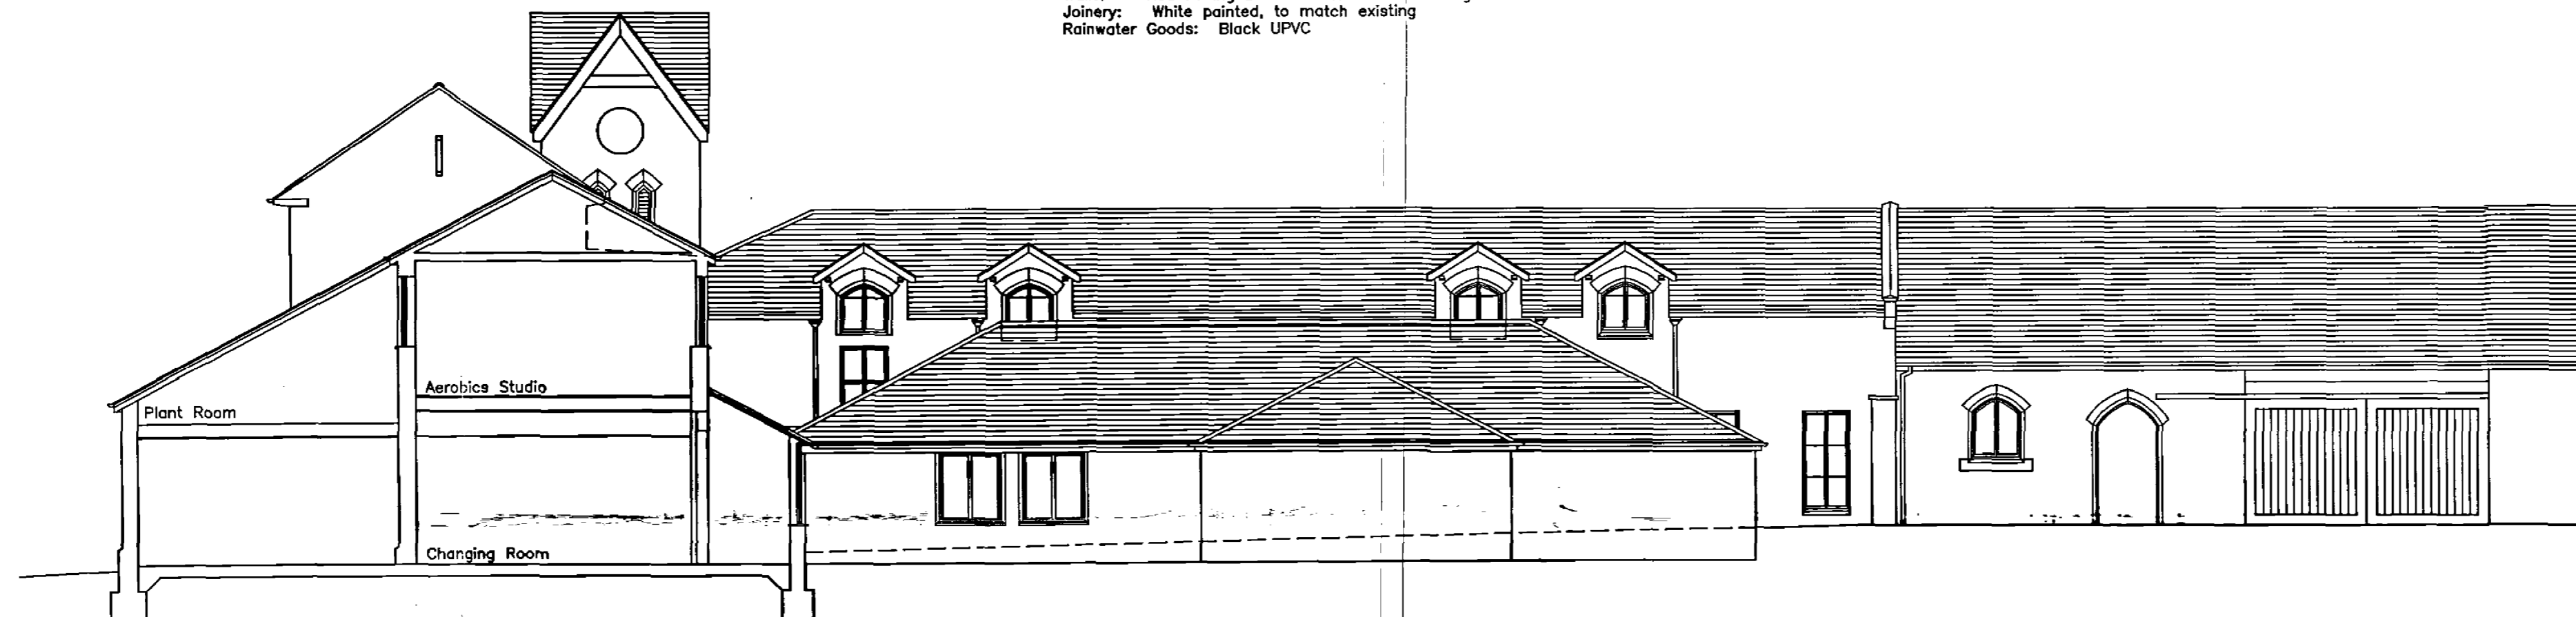 Joinery: White painted, to match existing
Rainwater Goods: Black UPVC
Aerobics Studio
Plant Room
Changing Room